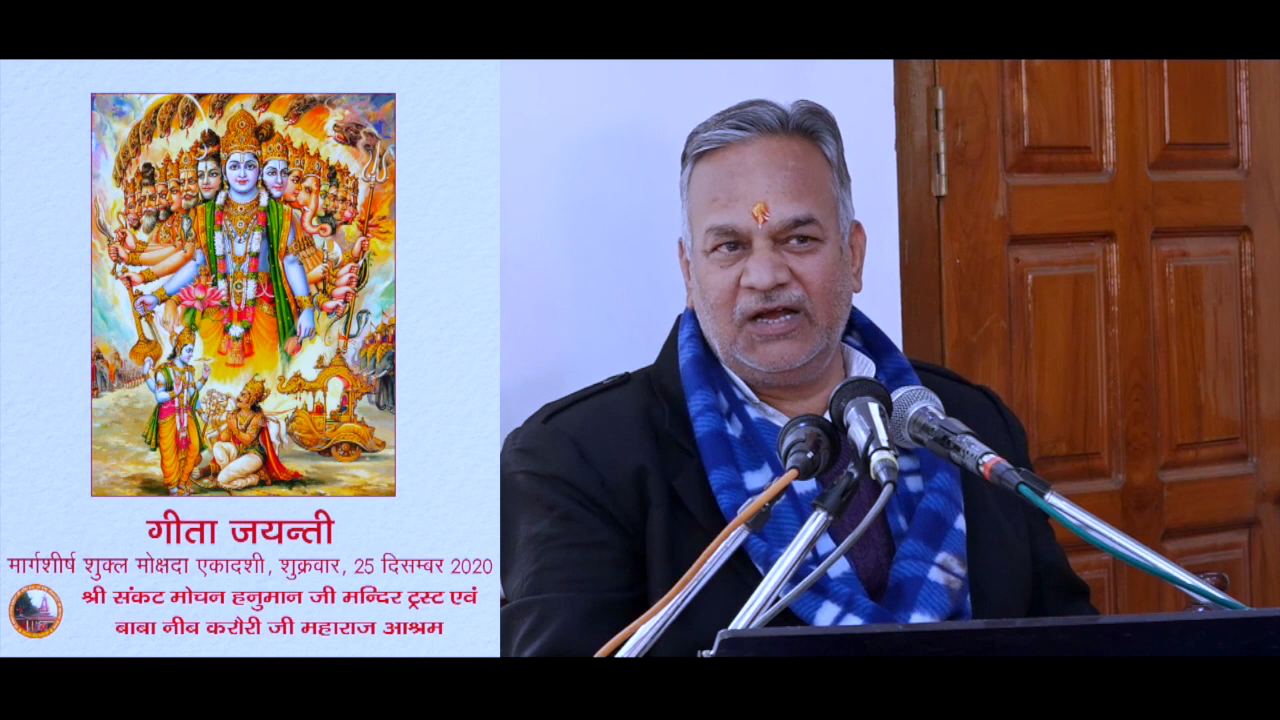 गीता जयन्ती
मार्गशीर्ष शुक्ल मोक्षदा एकादशी, शुक्रवार, 25 दिसम्बर 2020
श्री संकट मोचन हनुमान जी मन्दिर ट्रस्ट एवं
बाबा नीब करौरी जी महाराज आश्रम